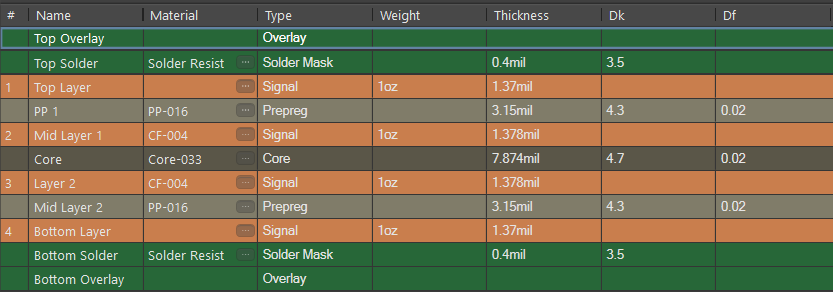 # Name Material Type Weight Thickness Dk Df
Top Overlay Overlay
Top Solder Solder Resist ... Solder Mask 0.4mil 3.5
1 Top Layer ... Signal 1oz 1.37mil
PP 1 PP-016 ... Prepreg 3.15mil 4.3 0.02
2 Mid Layer 1 CF-004 ... Signal 1oz 1.378mil
Core Core-033 ... Core 7.874mil 4.7 0.02
3 Layer 2 CF-004 ... Signal 1oz 1.378mil
Mid Layer 2 PP-016 ... Prepreg 3.15mil 4.3 0.02
4 Bottom Layer ... Signal 1oz 1.37mil
Bottom Solder Solder Resist ... Solder Mask 0.4mil 3.5
Bottom Overlay Overlay